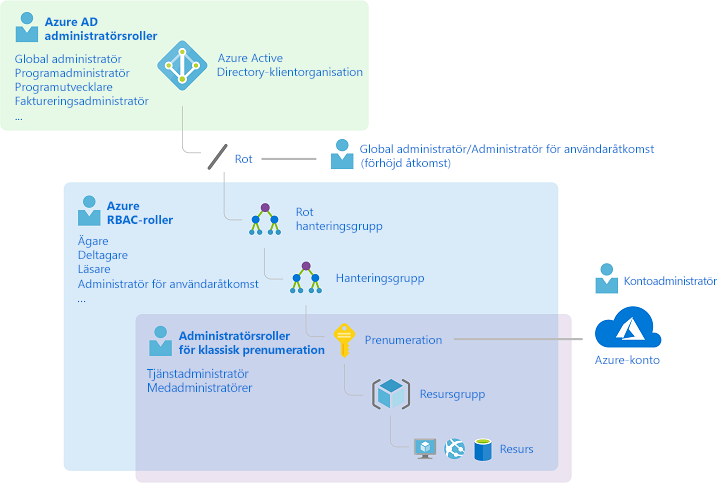 Azure AD
administratörsroller
Global administratör
Programadministratör
Programutvecklare
Faktureringsadministratör
...
Azure Active
Directory-klientorganisation
Rot
Global administratör/Administratör för användaråtkomst
(förhöjd åtkomst)
Azure
RBAC-roller
Ägare
Deltagare
Läsare
Administratör för användaråtkomst
...
Rot
hanteringsgrupp
Hanteringsgrupp
Kontoadministratör
Azure-konto
Administratörsroller
för klassisk prenumeration
Tjänstadministratör
Medadministratörer
Prenumeration
Resursgrupp
Resurs